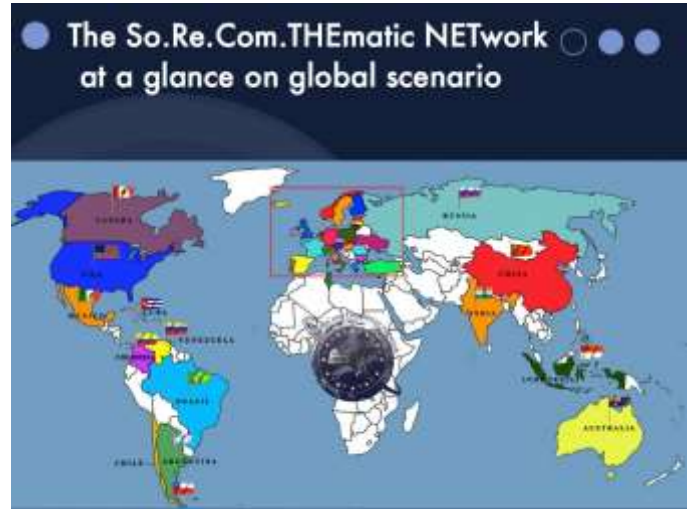 The So.Re.Com.THEmatic NETwork
at a glance on global scenario
CANADA
RUSSIA
USA
CHINA
MEXICO
CUBA
INDIA
VENEZUELA
COLOMBIA
INDONESIA
BRASIL
AUSTRALIA
CHILE
ARGENTINA